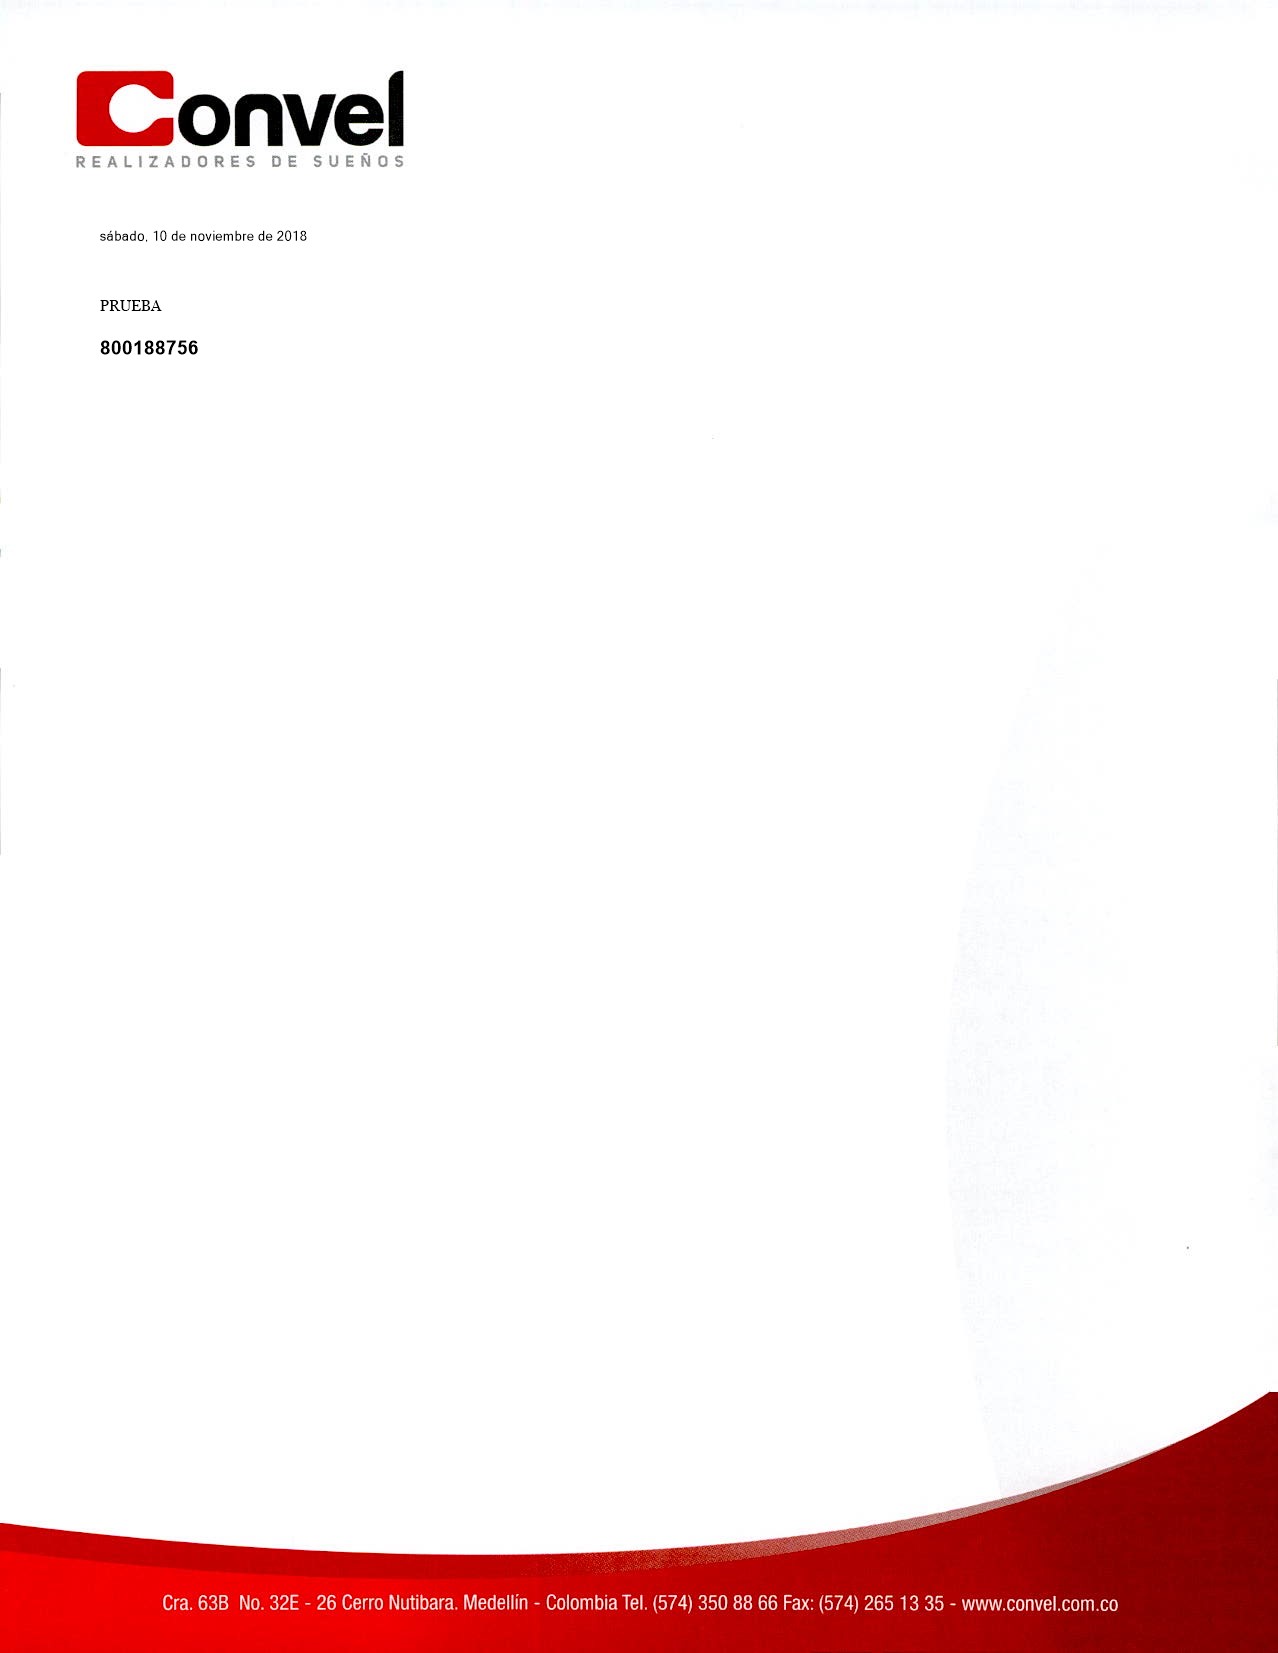 Convel
REALIZADORES DE SUEÑOS
sábado, 10 de noviembre de 2018
PRUEBA
800188756
Cra. 63B No. 32E - 26 Cerro Nutibara. Medellín - Colombia Tel. (574) 350 88 66 Fax: (574) 265 13 35 - www.convel.com.co